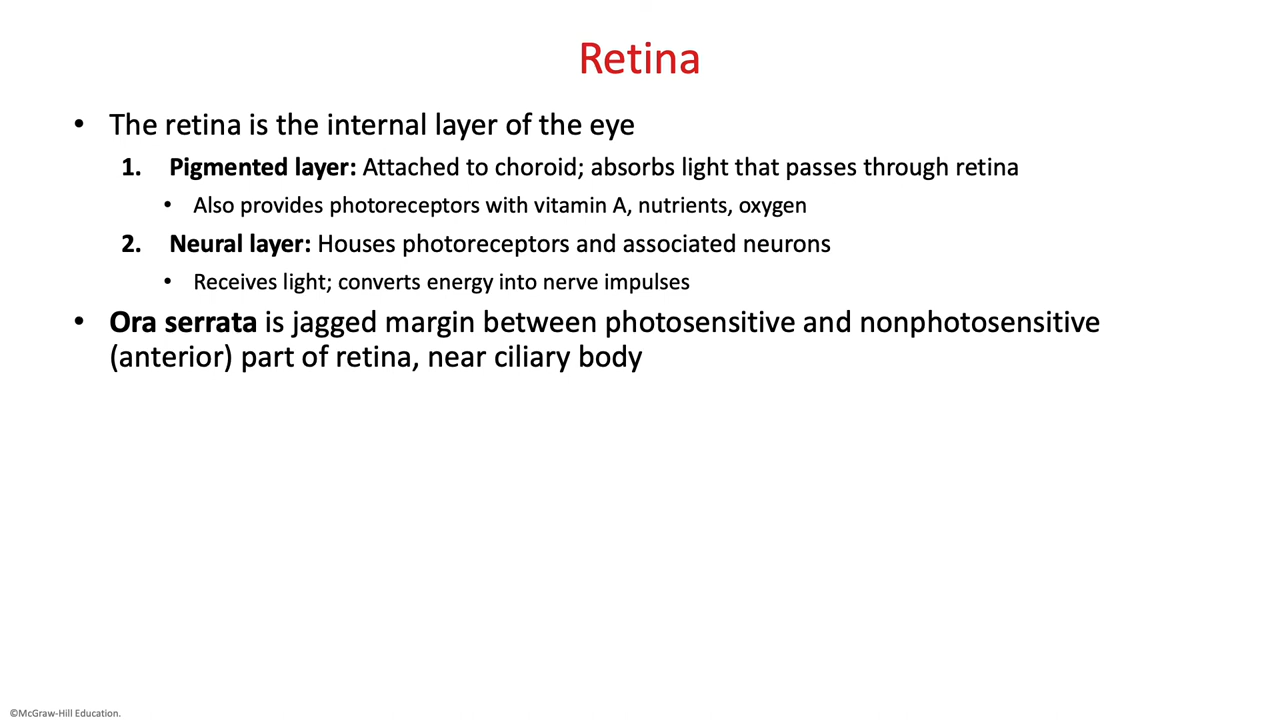 Retina
• The retina is the internal layer of the eye
1. Pigmented layer: Attached to choroid; absorbs light that passes through retina
• Also provides photoreceptors with vitamin A, nutrients, oxygen
2. Neural layer: Houses photoreceptors and associated neurons
• Receives light; converts energy into nerve impulses
• Ora serrata is jagged margin between photosensitive and nonphotosensitive
(anterior) part of retina, near ciliary body
©McGraw-Hill Education.